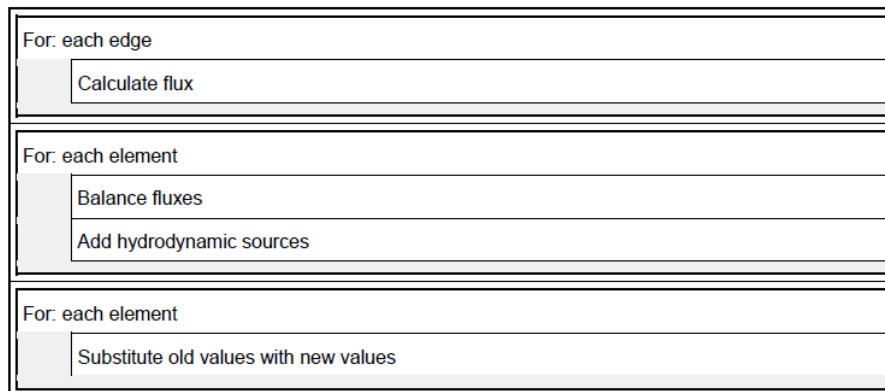 For: each edge
Calculate flux
For: each element
Balance fluxes
Add hydrodynamic sources
For: each element
Substitute old values with new values